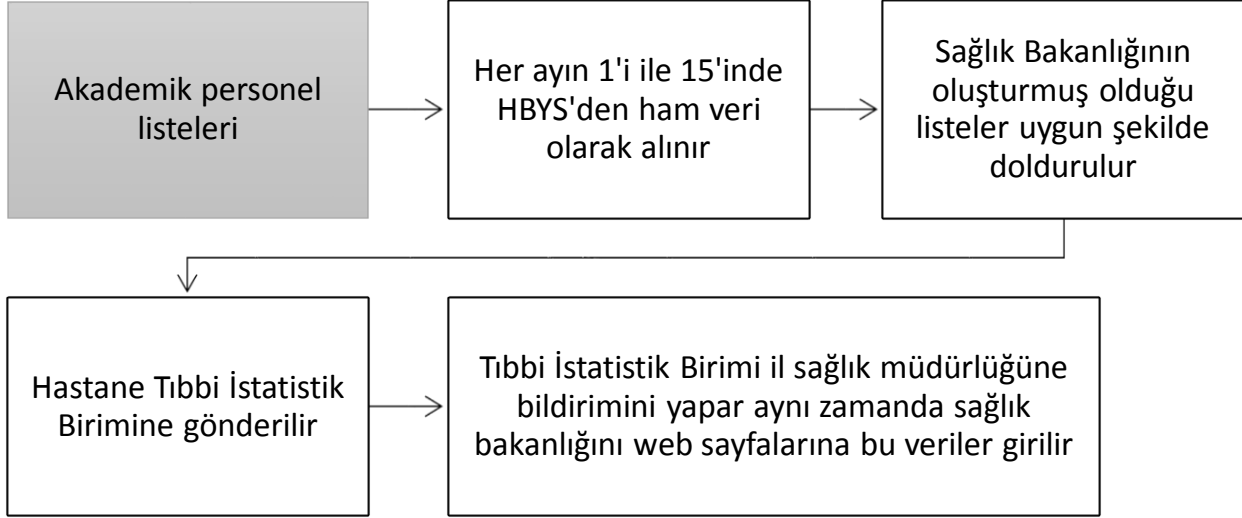 Akademik personel
listeleri
Her ayın 1'i ile 15'inde
HBYS'den ham veri
olarak alınır
Sağlık Bakanlığının
oluşturmuş olduğu
listeler uygun şekilde
doldurulur
Hastane Tıbbi İstatistik
Birimine gönderilir
Tıbbi İstatistik Birimi il sağlık müdürlüğüne
bildirimini yapar aynı zamanda sağlık
bakanlığını web sayfalarına bu veriler girilir